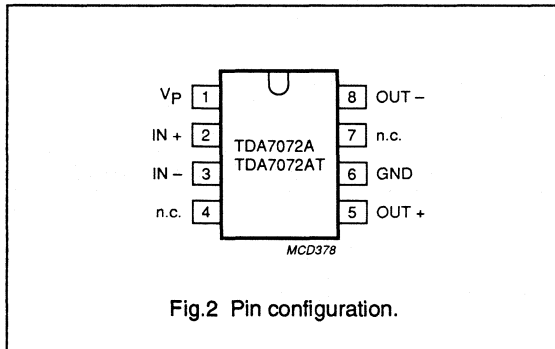 VP 1 8 OUT –
IN + 2 7 n.c.
TDA7072A
TDA7072AT
IN – 3 6 GND
n.c. 4 5 OUT +
MCD378
Fig.2 Pin configuration.